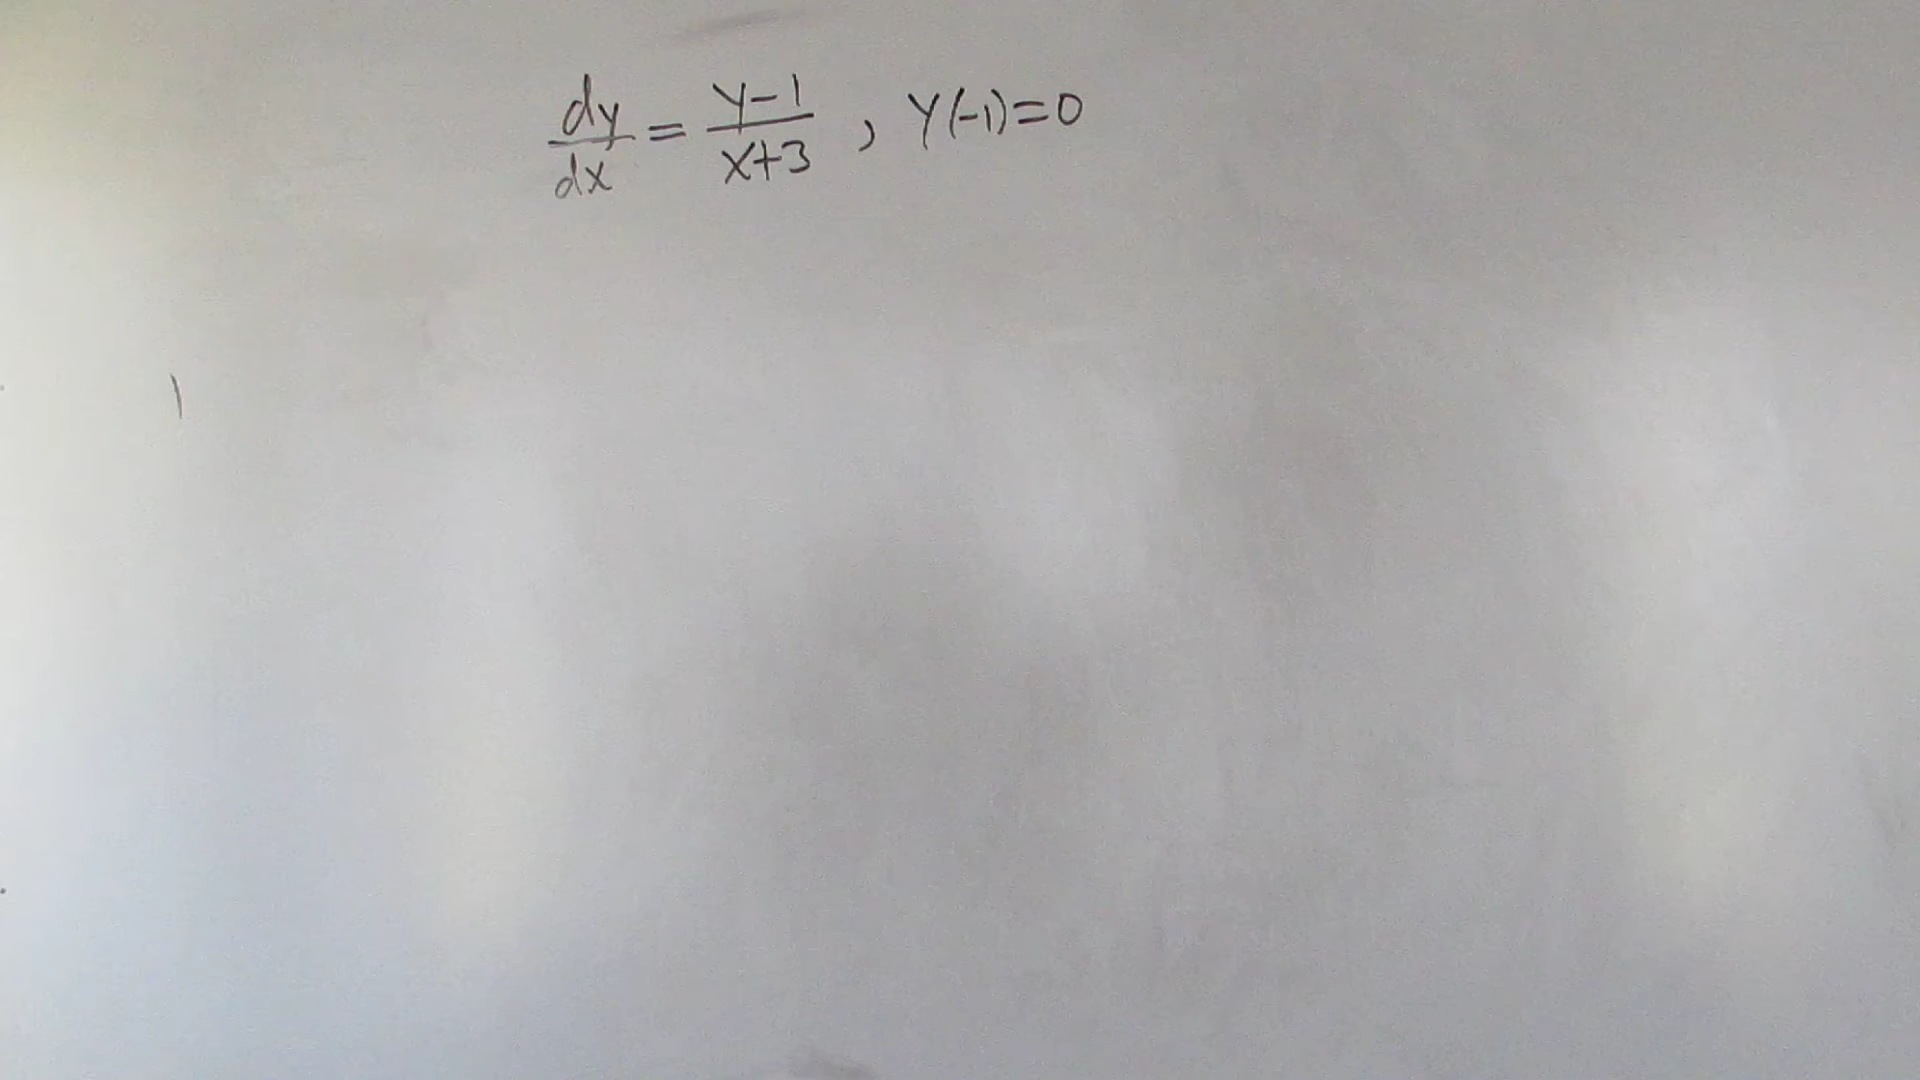 dy/dx = y-1/x+3 , y(-1)=0